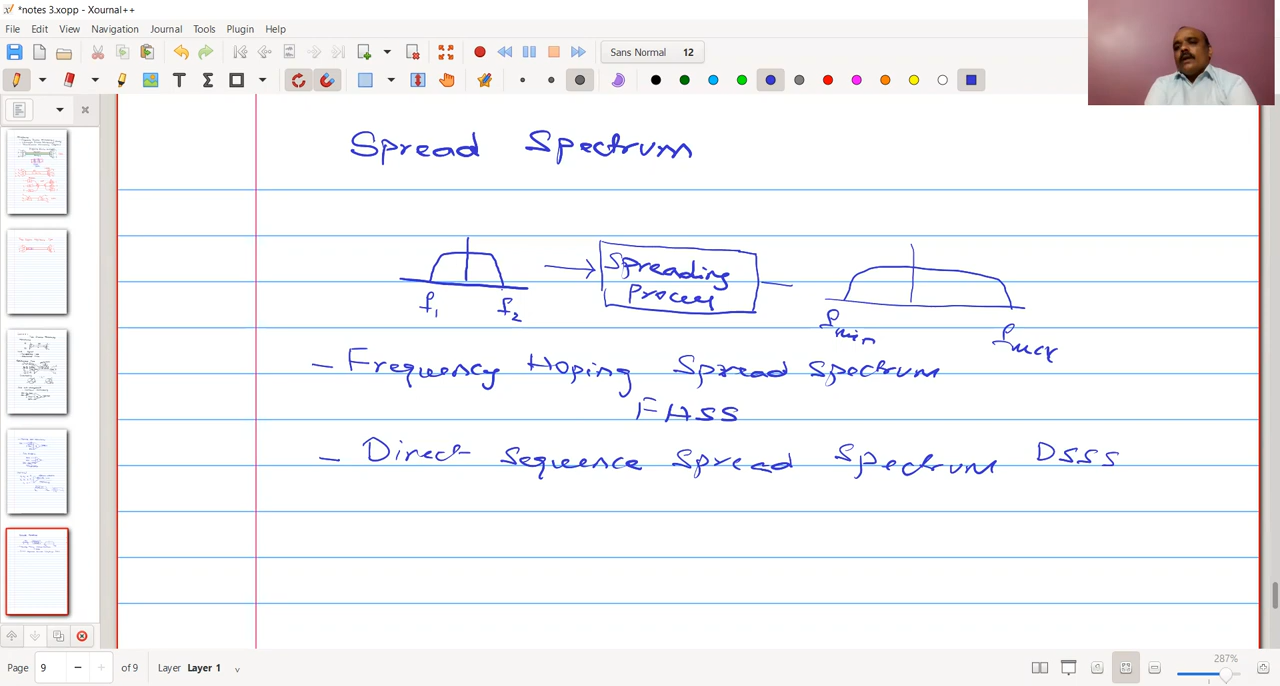 *notes 3.xopp - Xournal++
File Edit View Navigation Journal Tools Plugin Help
Sans Normal 12
Spread Spectrum
Spreading
Process
f1 f2
fmin fmax
- Frequency Hoping Spread Spectrum
FHSS
- Direct Sequence Spread Spectrum DSSS
Page 9 of 9 Layer Layer 1 287%